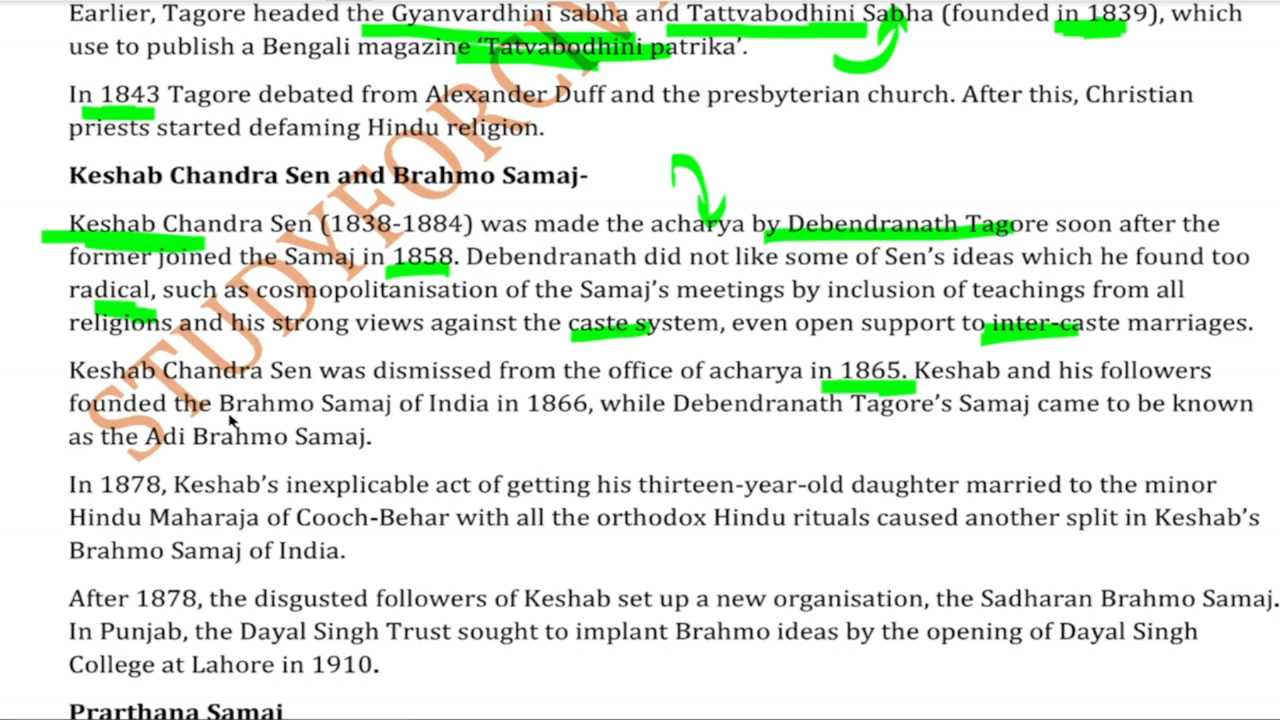 Earlier, Tagore headed the Gyanvardhini sabha and Tattvabodhini Sabha (founded in 1839), which
use to publish a Bengali magazine ‘Tatvabodhini patrika’.
In 1843 Tagore debated from Alexander Duff and the presbyterian church. After this, Christian
priests started defaming Hindu religion.
Keshab Chandra Sen and Brahmo Samaj-
Keshab Chandra Sen (1838-1884) was made the acharya by Debendranath Tagore soon after the
former joined the Samaj in 1858. Debendranath did not like some of Sen’s ideas which he found too
radical, such as cosmopolitanisation of the Samaj’s meetings by inclusion of teachings from all
religions and his strong views against the caste system, even open support to inter-caste marriages.
Keshab Chandra Sen was dismissed from the office of acharya in 1865. Keshab and his followers
founded the Brahmo Samaj of India in 1866, while Debendranath Tagore’s Samaj came to be known
as the Adi Brahmo Samaj.
In 1878, Keshab’s inexplicable act of getting his thirteen-year-old daughter married to the minor
Hindu Maharaja of Cooch-Behar with all the orthodox Hindu rituals caused another split in Keshab’s
Brahmo Samaj of India.
After 1878, the disgusted followers of Keshab set up a new organisation, the Sadharan Brahmo Samaj.
In Punjab, the Dayal Singh Trust sought to implant Brahmo ideas by the opening of Dayal Singh
College at Lahore in 1910.
Prarthana Samaj
STUDYFORCIV